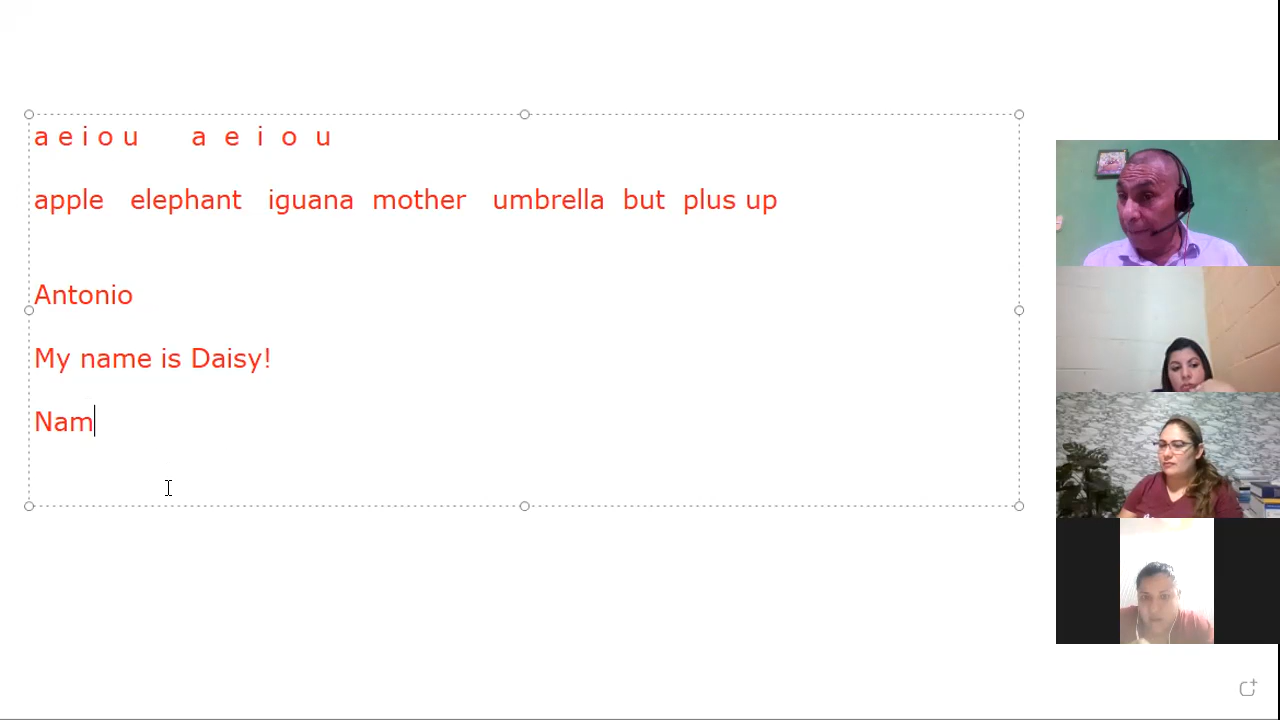 a e i o u a e i o u
apple elephant iguana mother umbrella but plus up
Antonio
My name is Daisy!
Nam